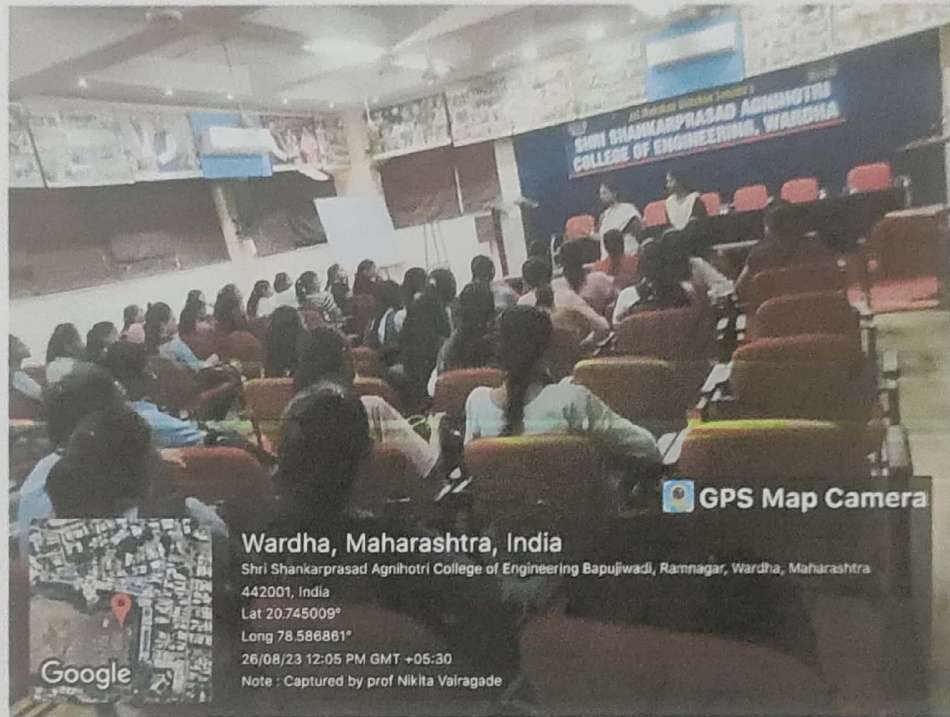 SHRI SHANKARPRASAD AGNIHOTRI
COLLEGE OF ENGINEERING, WARDHA
GPS Map Camera
Wardha, Maharashtra, India
Shri Shankarprasad Agnihotri College of Engineering Bapujiwadi, Ramnagar, Wardha, Maharashtra
442001, India
Lat 20.745009°
Long 78.586861°
26/08/23 12:05 PM GMT +05:30
Note : Captured by prof Nikita Vairagade
Google